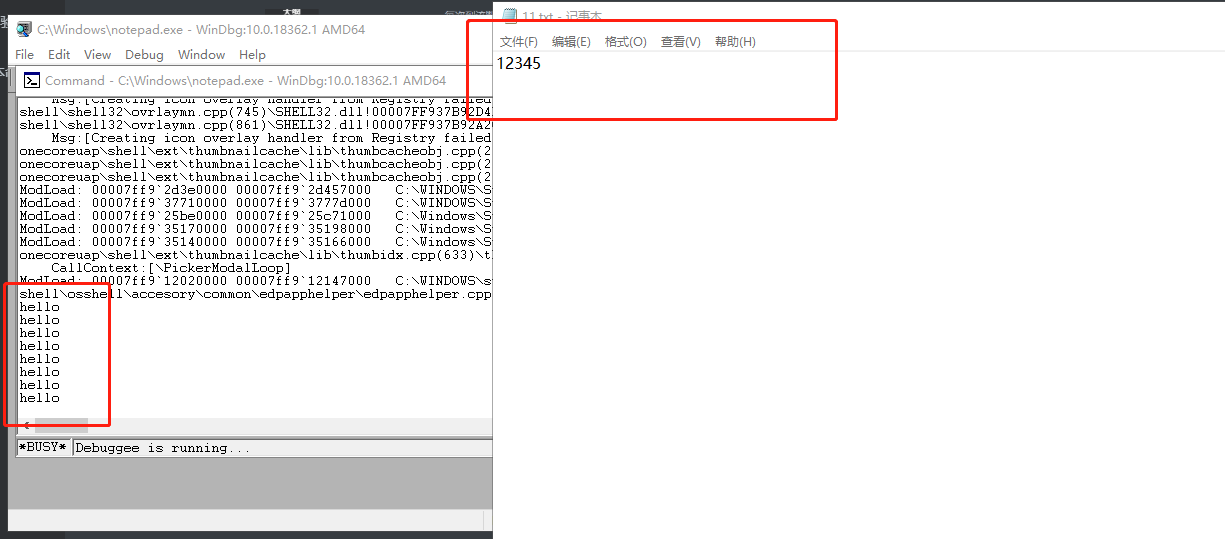 C:\Windows\notepad.exe - WinDbg:10.0.18362.1 AMD64
File Edit View Debug Window Help
Command - C:\Windows\notepad.exe - WinDbg:10.0.18362.1 AMD64
Msg:[Creating icon overlay handler from Registry failed
shell\shell32\ovrlaymn.cpp(745)\SHELL32.dll!00007FF937B92D4
shell\shell32\ovrlaymn.cpp(861)\SHELL32.dll!00007FF937B92A2
Msg:[Creating icon overlay handler from Registry failed
onecoreuap\shell\ext\thumbnailcache\lib\thumbcacheobj.cpp(2
onecoreuap\shell\ext\thumbnailcache\lib\thumbcacheobj.cpp(2
onecoreuap\shell\ext\thumbnailcache\lib\thumbcacheobj.cpp(2
ModLoad: 00007ff9`2d3e0000 00007ff9`2d457000 C:\WINDOWS\S
ModLoad: 00007ff9`37710000 00007ff9`3777d000 C:\WINDOWS\S
ModLoad: 00007ff9`25be0000 00007ff9`25c71000 C:\Windows\S
ModLoad: 00007ff9`35170000 00007ff9`35198000 C:\Windows\S
ModLoad: 00007ff9`35140000 00007ff9`35166000 C:\Windows\S
onecoreuap\shell\ext\thumbnailcache\lib\thumbidx.cpp(633)\t
CallContext:[\PickerModalLoop]
ModLoad: 00007ff9`12020000 00007ff9`12147000 C:\WINDOWS\s
shell\osshell\accesory\common\edpapphelper\edpapphelper.cpp
hello
hello
hello
hello
hello
hello
hello
hello
*BUSY* Debuggee is running...
11.txt - 记事本
文件(F) 编辑(E) 格式(O) 查看(V) 帮助(H)
12345